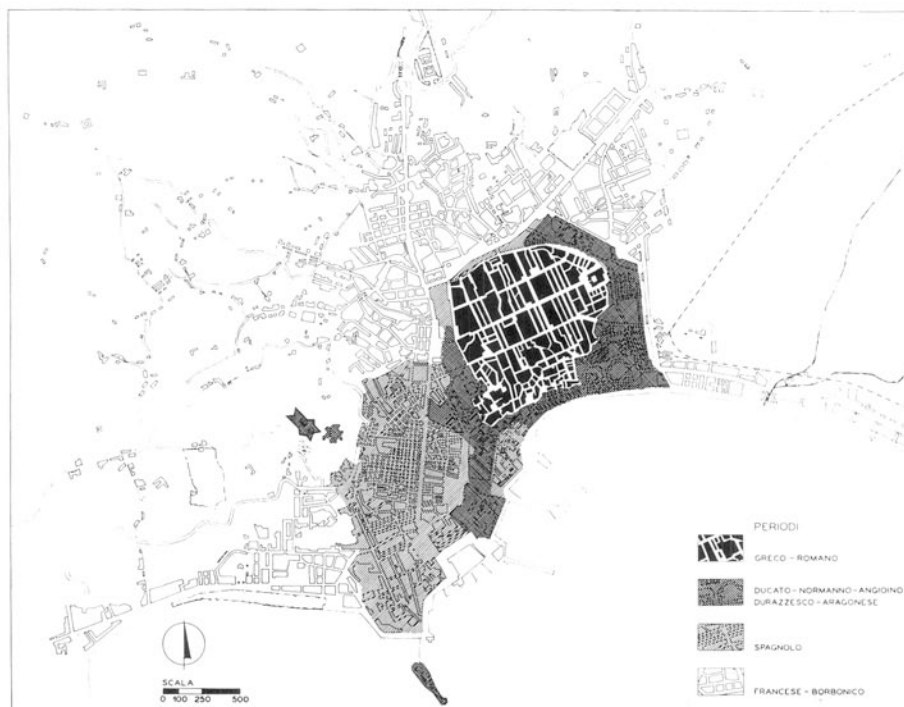 PERIODI
GRECO - ROMANO
DUCATO - NORMANNO - ANGIOINO
DURAZZESCO - ARAGONESE
SPAGNOLO
FRANCESE - BORBONICO
SCALA
0 100 250 500